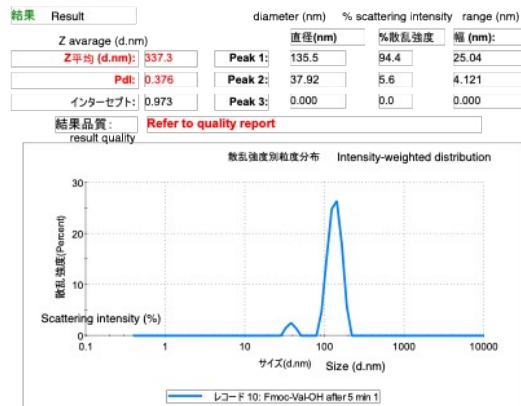 結果 Result
diameter (nm) % scattering intensity range (nm)
Z avarage (d.nm)
直径(nm) %散乱強度 幅 (nm):
Z平均 (d.nm): 337.3 Peak 1: 135.5 94.4 25.04
PdI: 0.376 Peak 2: 37.92 5.6 4.121
インターセプト: 0.973 Peak 3: 0.000 0.0 0.000
結果品質: Refer to quality report
result quality
散乱強度別粒度分布 Intensity-weighted distribution
散乱強度(Percent)
30
20
10
0
Scattering intensity (%)
0.1 1 10 100 1000 10000
サイズ(d.nm) Size (d.nm)
レコード 10: Fmoc-Val-OH after 5 min 1